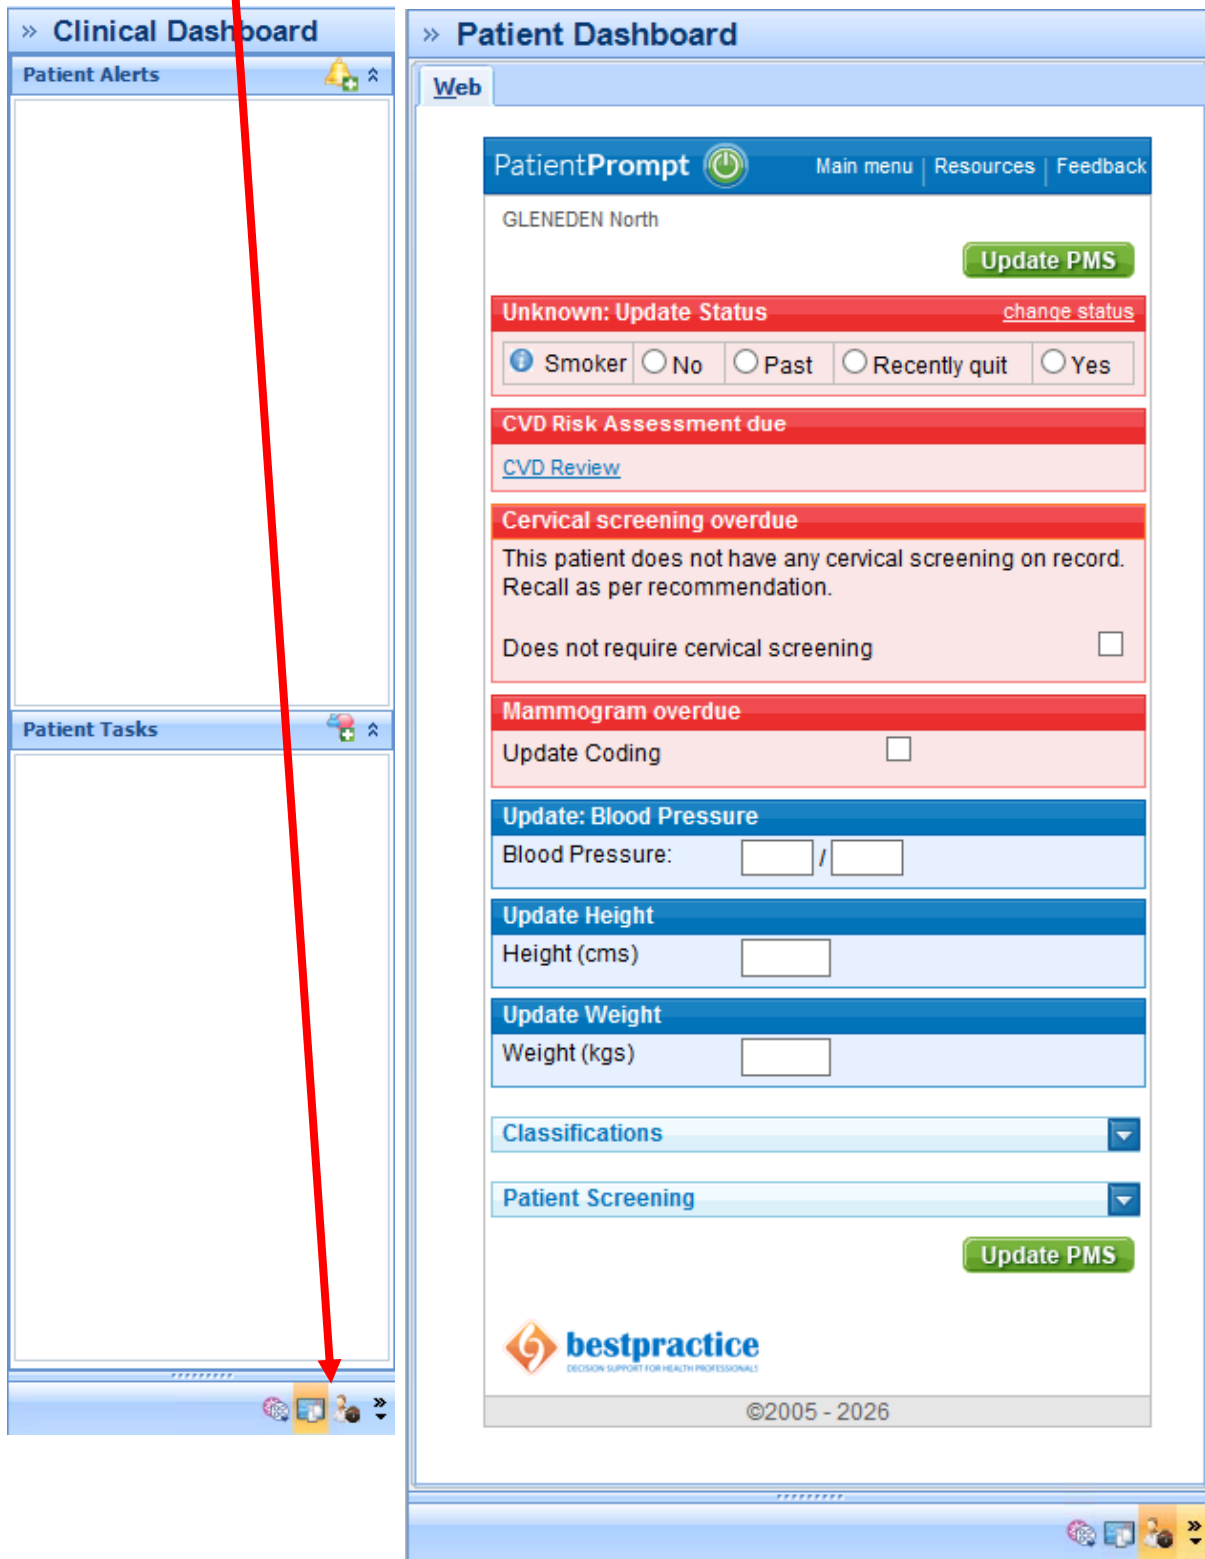 » Clinical Dashboard
Patient Alerts
Patient Tasks
» Patient Dashboard
Web
PatientPrompt Main menu | Resources | Feedback
GLENEDEN North
Update PMS
Unknown: Update Status change status
Smoker No Past Recently quit Yes
CVD Risk Assessment due
CVD Review
Cervical screening overdue
This patient does not have any cervical screening on record.
Recall as per recommendation.
Does not require cervical screening
Mammogram overdue
Update Coding
Update: Blood Pressure
Blood Pressure: /
Update Height
Height (cms)
Update Weight
Weight (kgs)
Classifications
Patient Screening
Update PMS
bestpractice
DECISION SUPPORT FOR HEALTH PROFESSIONALS
©2005 - 2026